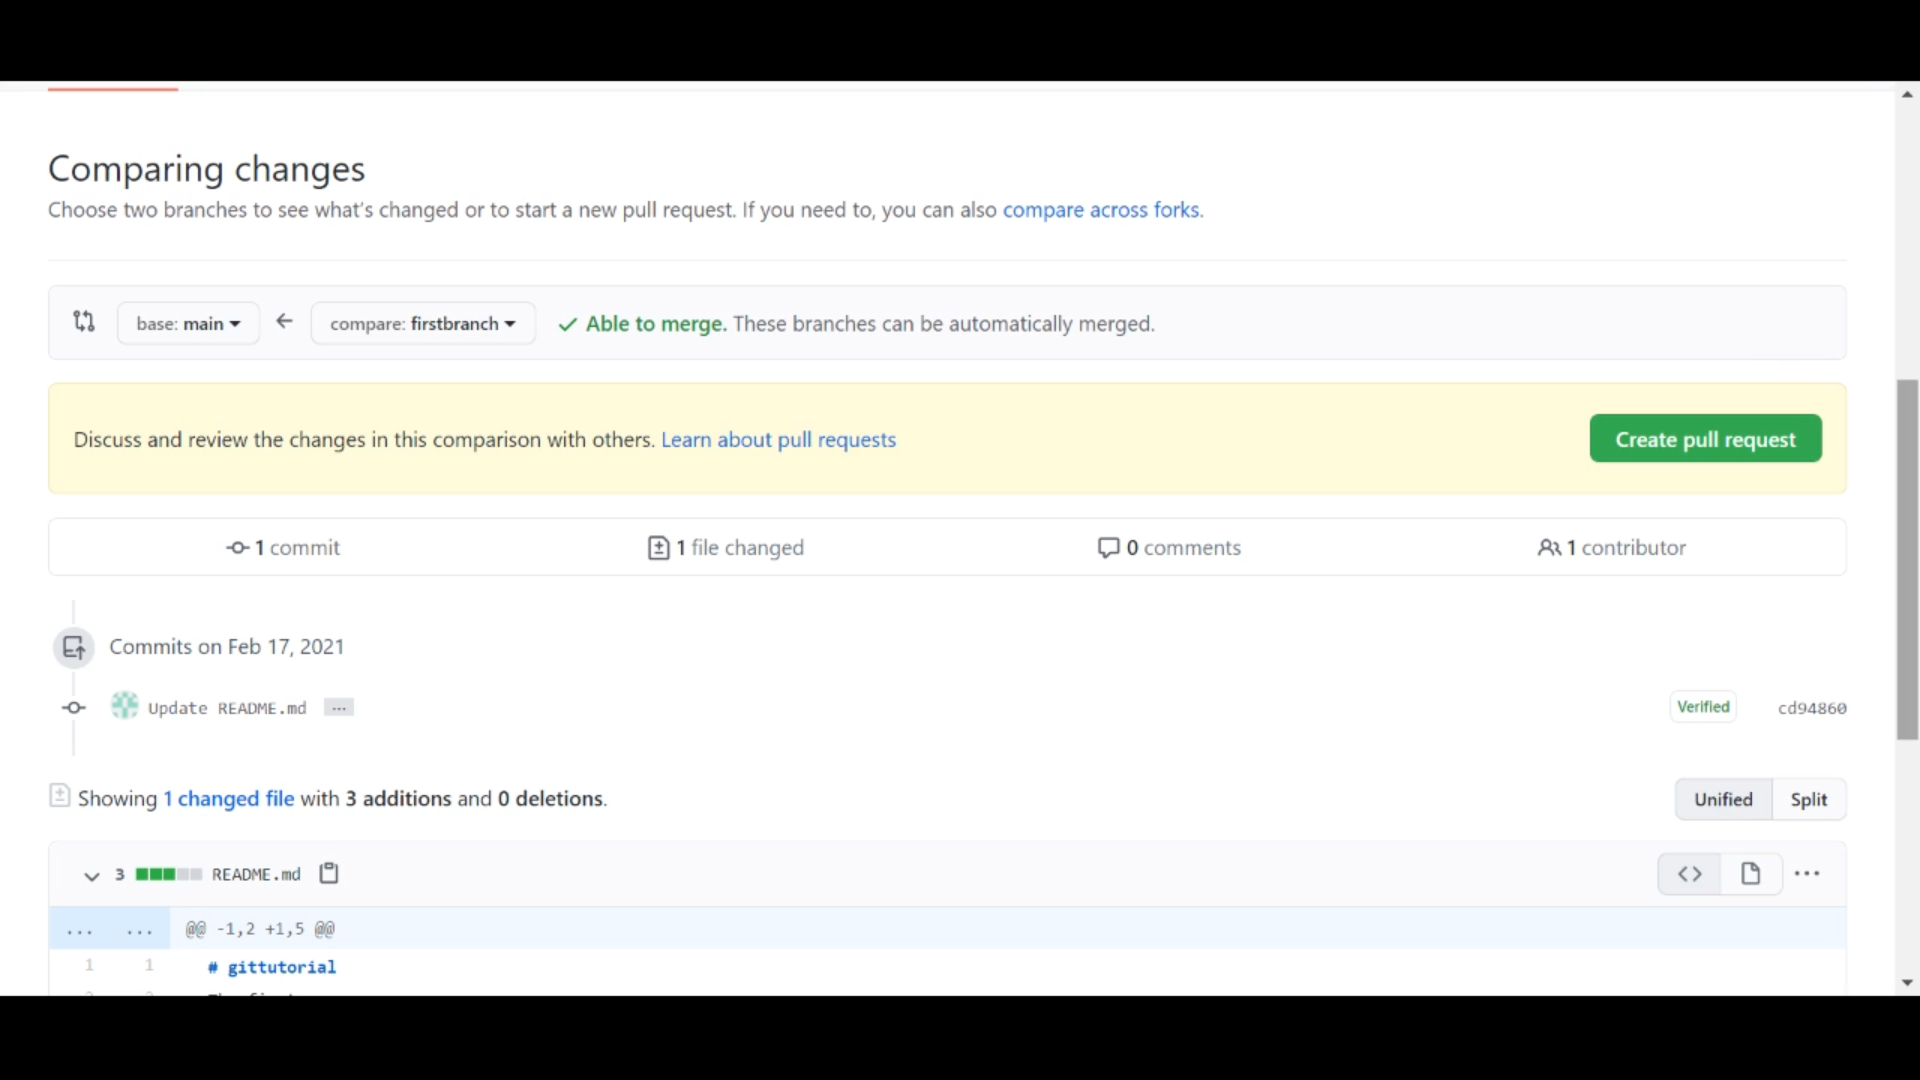 Comparing changes
Choose two branches to see what's changed or to start a new pull request. If you need to, you can also compare across forks.
base: main compare: firstbranch Able to merge. These branches can be automatically merged.
Discuss and review the changes in this comparison with others. Learn about pull requests Create pull request
1 commit 1 file changed 0 comments 1 contributor
Commits on Feb 17, 2021
Update README.md ... Verified cd94860
Showing 1 changed file with 3 additions and 0 deletions. Unified Split
3 README.md ...
... ... @@ -1,2 +1,5 @@
1 1 # gittutorial